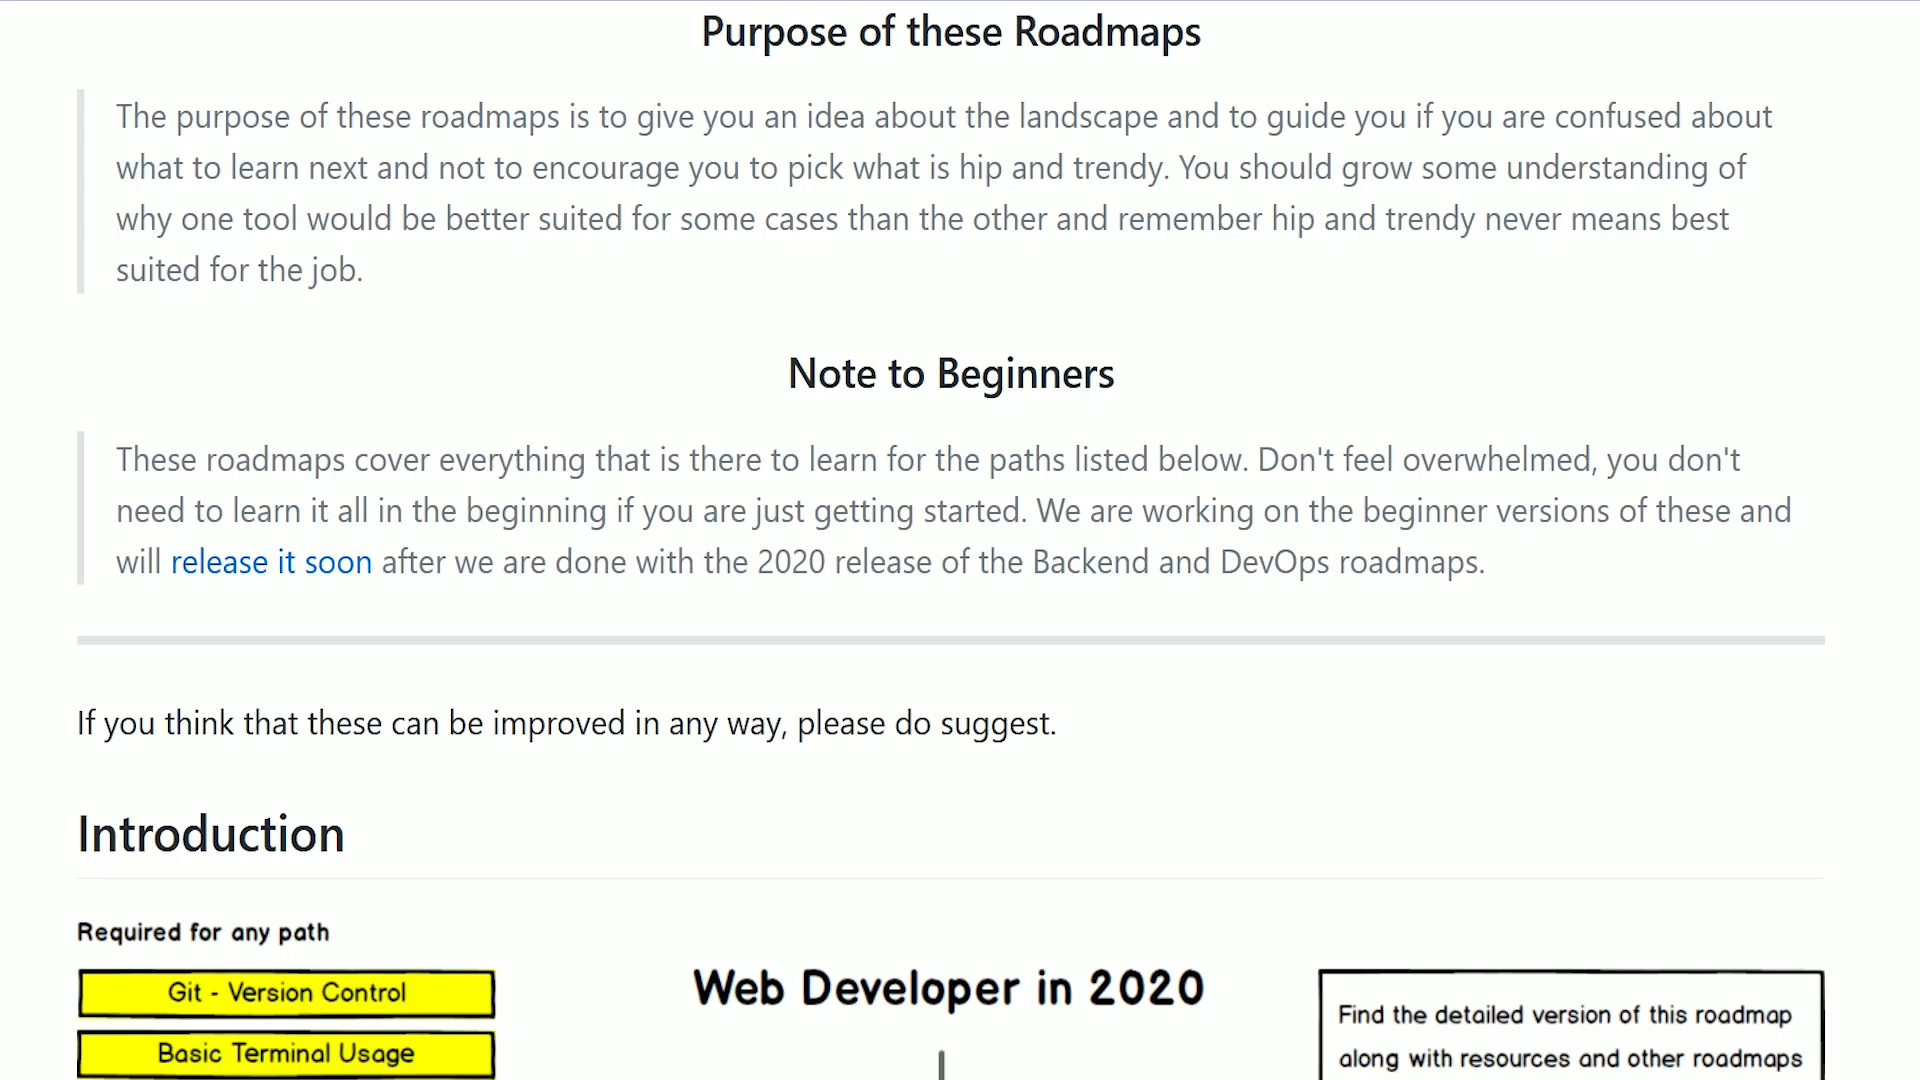 Purpose of these Roadmaps
The purpose of these roadmaps is to give you an idea about the landscape and to guide you if you are confused about
what to learn next and not to encourage you to pick what is hip and trendy. You should grow some understanding of
why one tool would be better suited for some cases than the other and remember hip and trendy never means best
suited for the job.
Note to Beginners
These roadmaps cover everything that is there to learn for the paths listed below. Don't feel overwhelmed, you don't
need to learn it all in the beginning if you are just getting started. We are working on the beginner versions of these and
will release it soon after we are done with the 2020 release of the Backend and DevOps roadmaps.
If you think that these can be improved in any way, please do suggest.
Introduction
Required for any path
Git - Version Control
Basic Terminal Usage
Web Developer in 2020
Find the detailed version of this roadmap
along with resources and other roadmaps